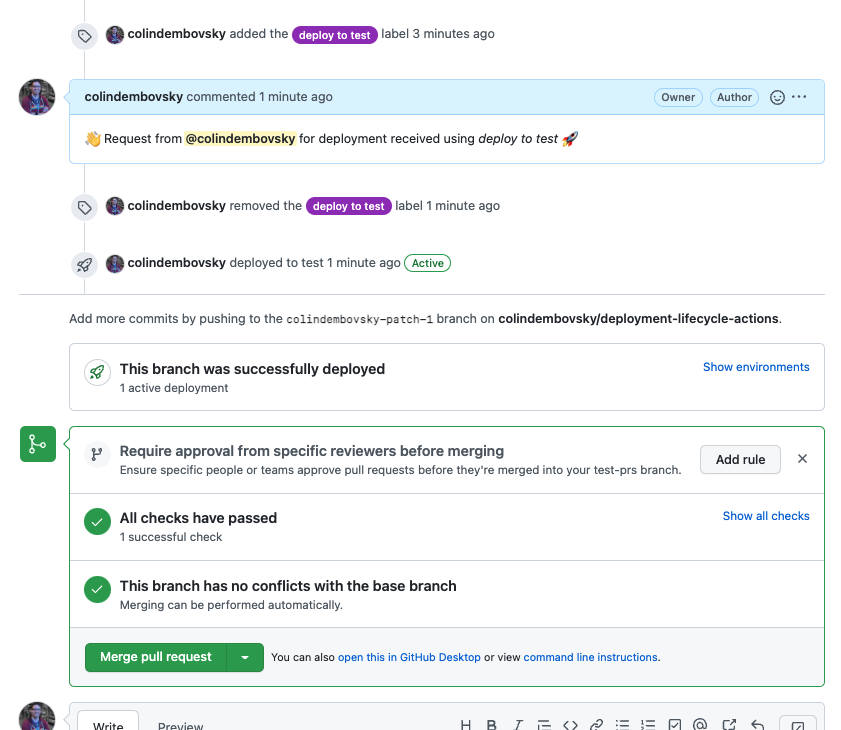 colindembovsky added the deploy to test label 3 minutes ago
colindembovsky commented 1 minute ago Owner Author
👋 Request from @colindembovsky for deployment received using deploy to test 🚀
colindembovsky removed the deploy to test label 1 minute ago
colindembovsky deployed to test 1 minute ago Active
Add more commits by pushing to the colindembovsky-patch-1 branch on colindembovsky/deployment-lifecycle-actions.
This branch was successfully deployed Show environments
1 active deployment
Require approval from specific reviewers before merging
Ensure specific people or teams approve pull requests before they're merged into your test-prs branch. Add rule
All checks have passed Show all checks
1 successful check
This branch has no conflicts with the base branch
Merging can be performed automatically.
Merge pull request You can also open this in GitHub Desktop or view command line instructions.
Write Preview